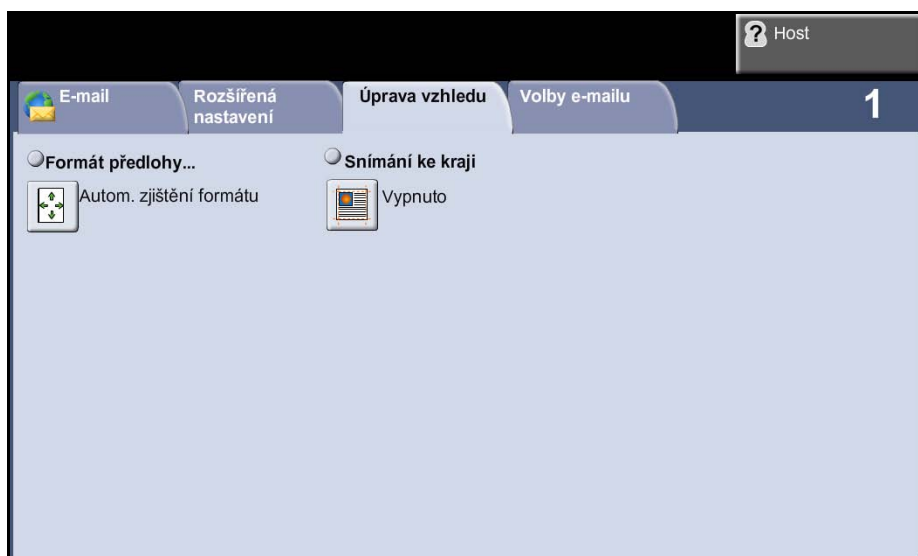 ? Host
E-mail
Rozšířená
nastavení
Úprava vzhledu
Volby e-mailu
1
Formát předlohy...
Autom. zjištění formátu
Snímání ke kraji
Vypnuto